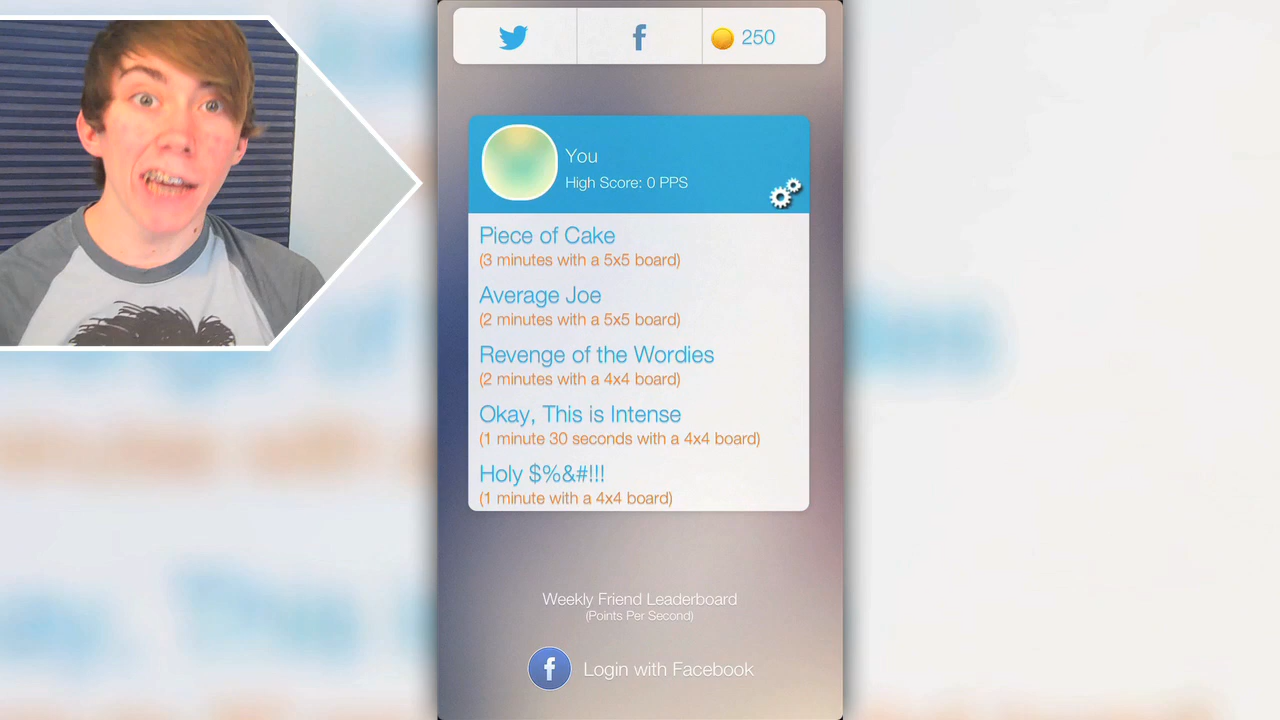 250
You
High Score: 0 PPS
Piece of Cake
(3 minutes with a 5x5 board)
Average Joe
(2 minutes with a 5x5 board)
Revenge of the Wordies
(2 minutes with a 4x4 board)
Okay, This is Intense
(1 minute 30 seconds with a 4x4 board)
Holy $%&#!!!
(1 minute with a 4x4 board)
Weekly Friend Leaderboard
(Points Per Second)
Login with Facebook